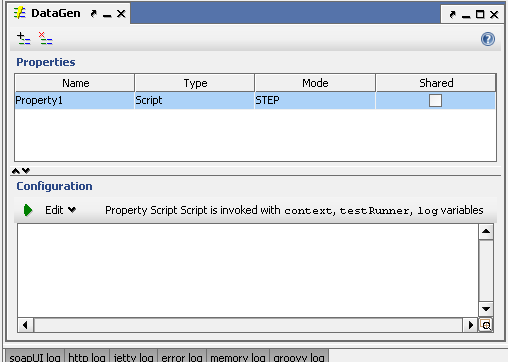 DataGen
Properties
Name Type Mode Shared
Property1 Script STEP
Configuration
Edit Property Script Script is invoked with context, testRunner, log variables
soapUI log http log jetty log error log memory log groovy log